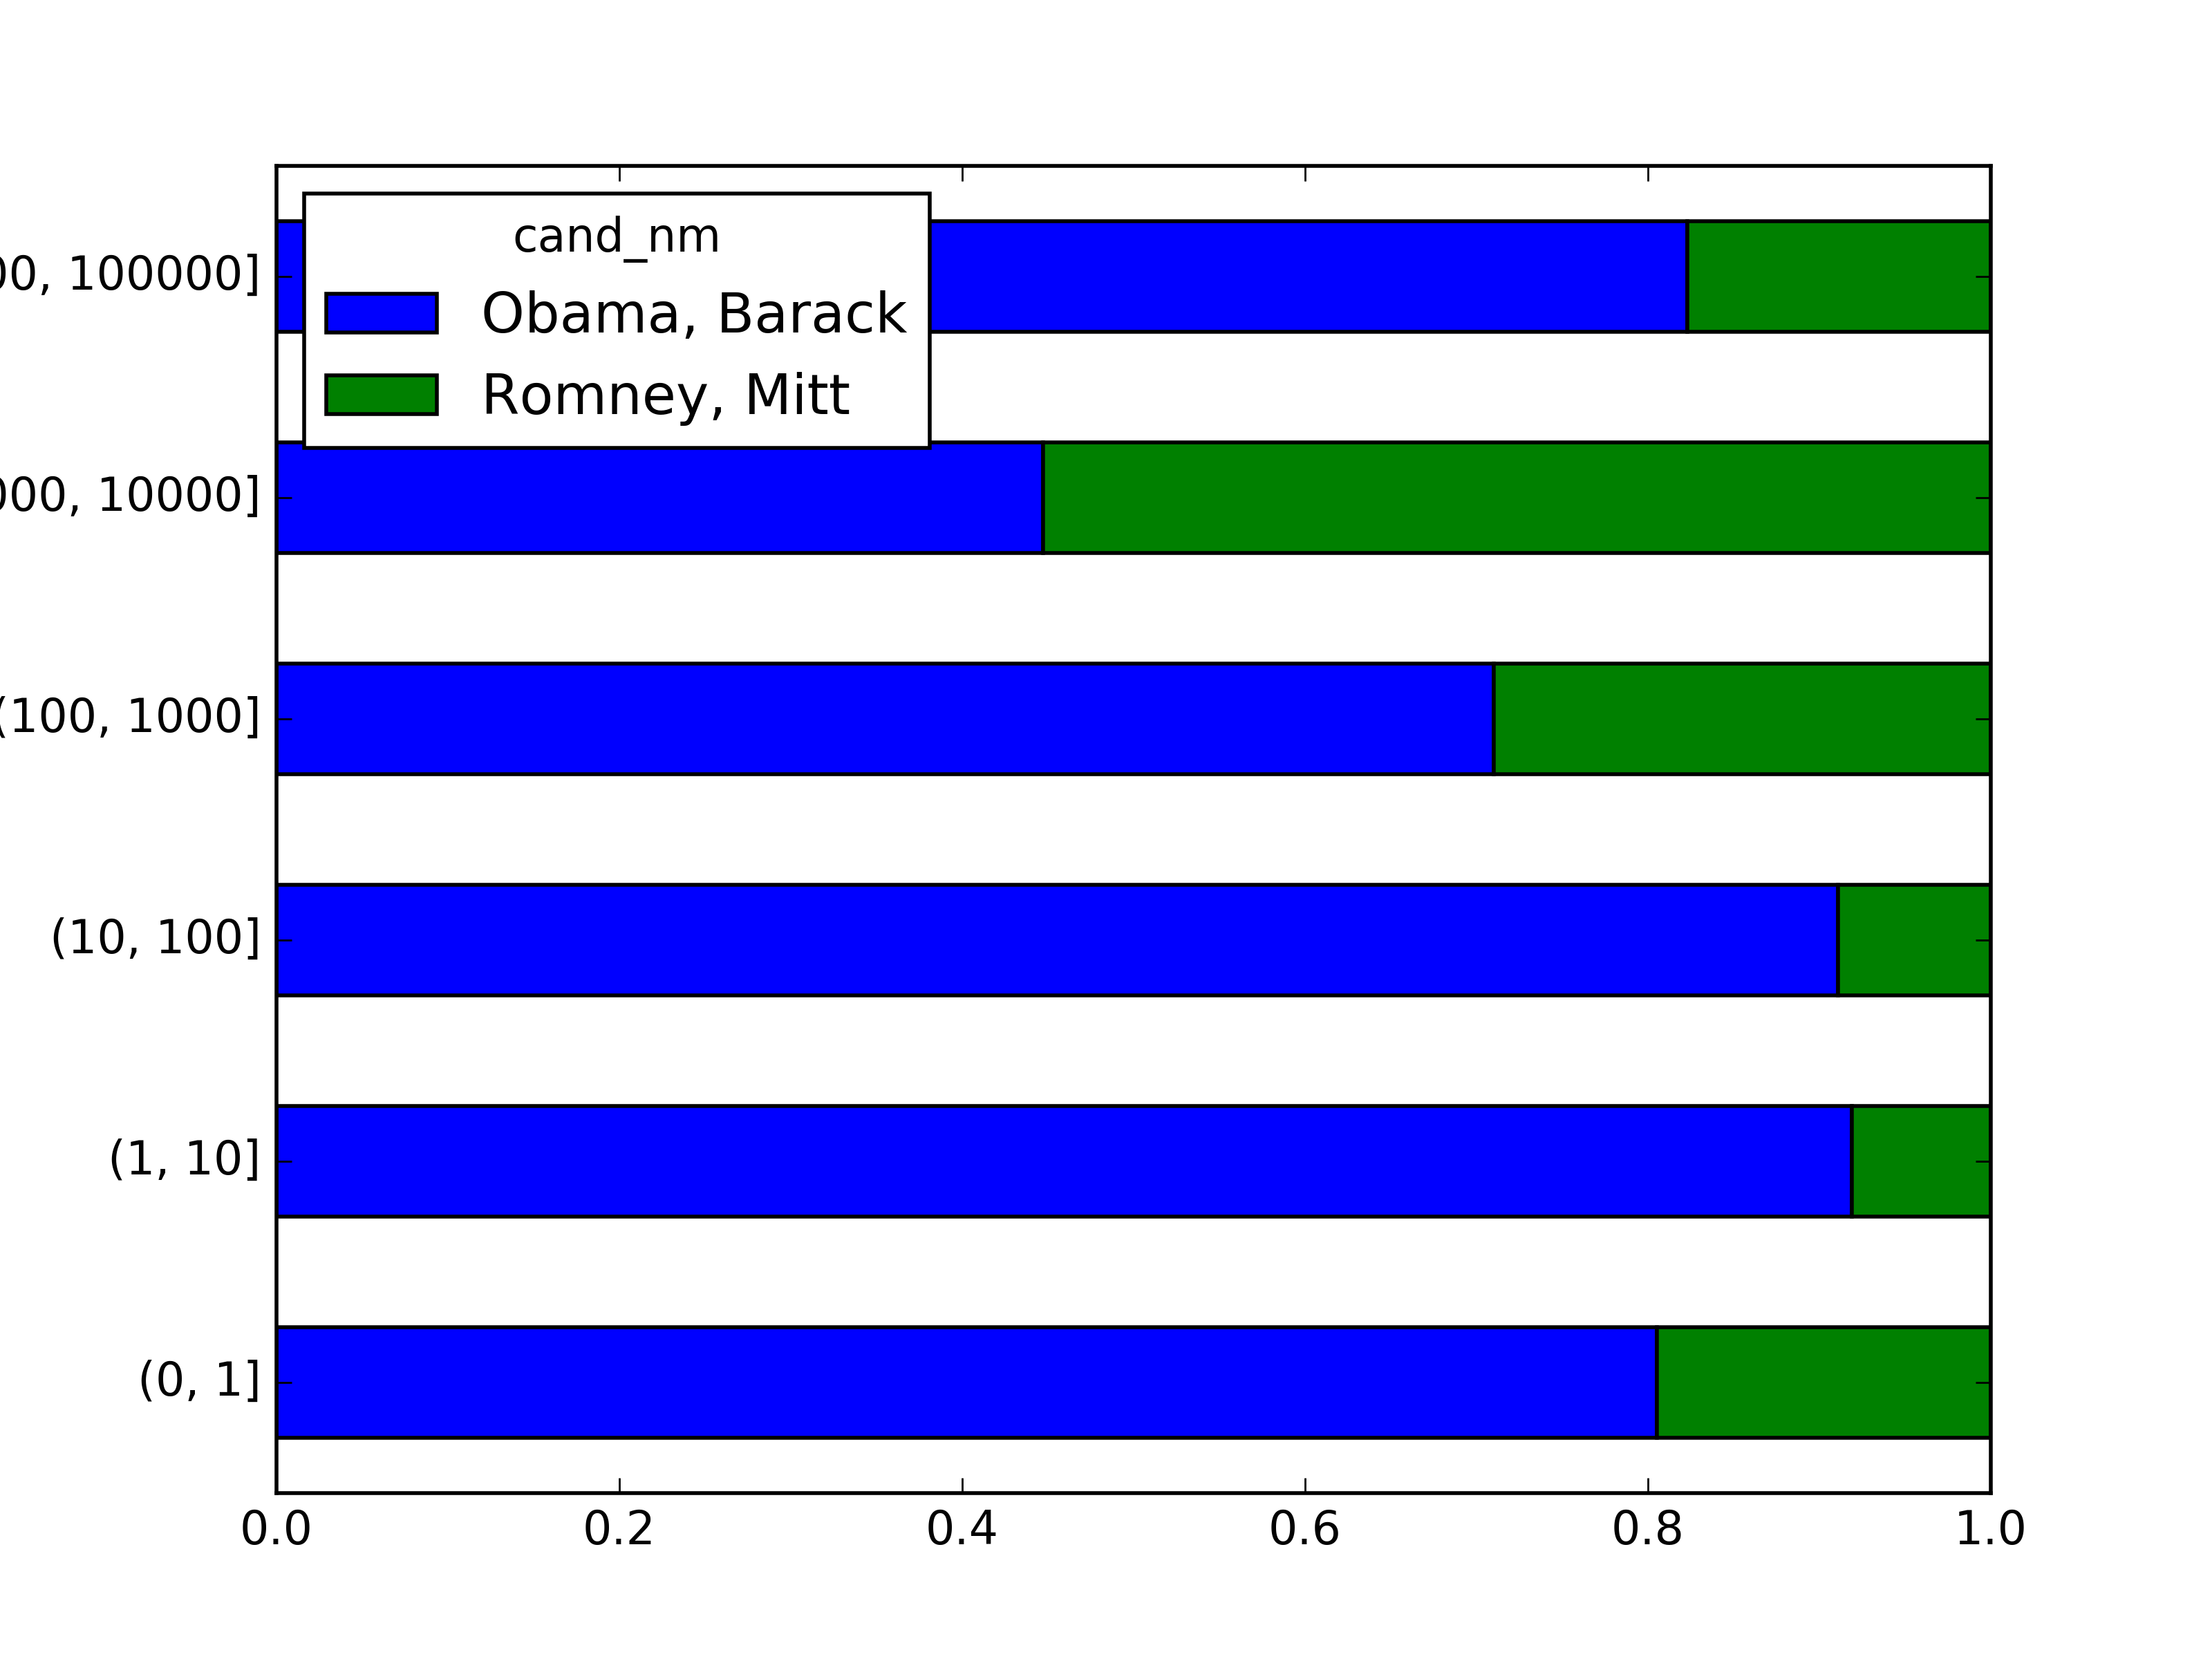 cand_nm
Obama, Barack
Romney, Mitt
00, 100000]
000, 10000]
(100, 1000]
(10, 100]
(1, 10]
(0, 1]
0.0 0.2 0.4 0.6 0.8 1.0